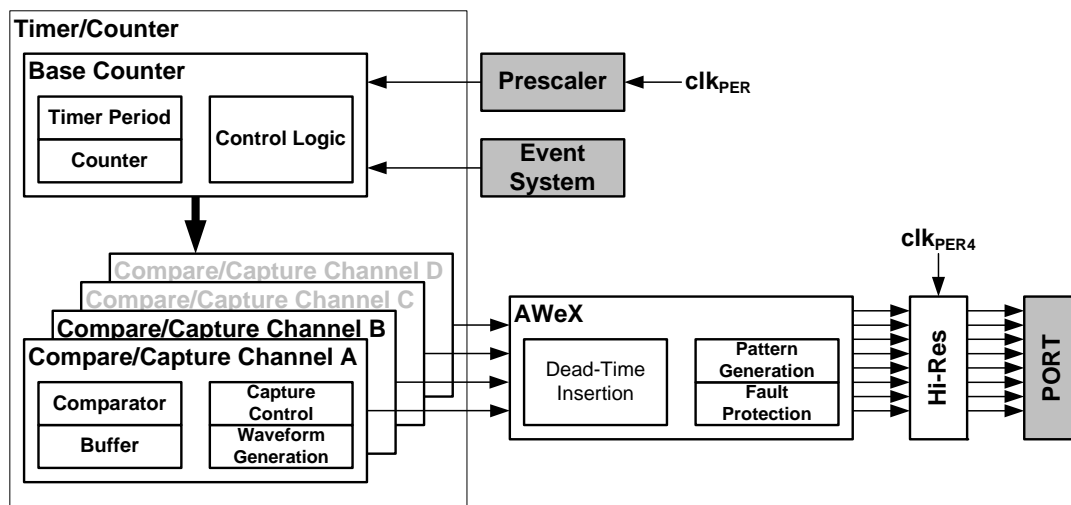 Timer/Counter
Base Counter
Timer Period
Counter
Control Logic
Prescaler
clkPER
Event
System
Compare/Capture Channel D
Compare/Capture Channel C
Compare/Capture Channel B
Compare/Capture Channel A
Comparator
Buffer
Capture
Control
Waveform
Generation
AWeX
Dead-Time
Insertion
Pattern
Generation
Fault
Protection
clkPER4
Hi-Res
PORT